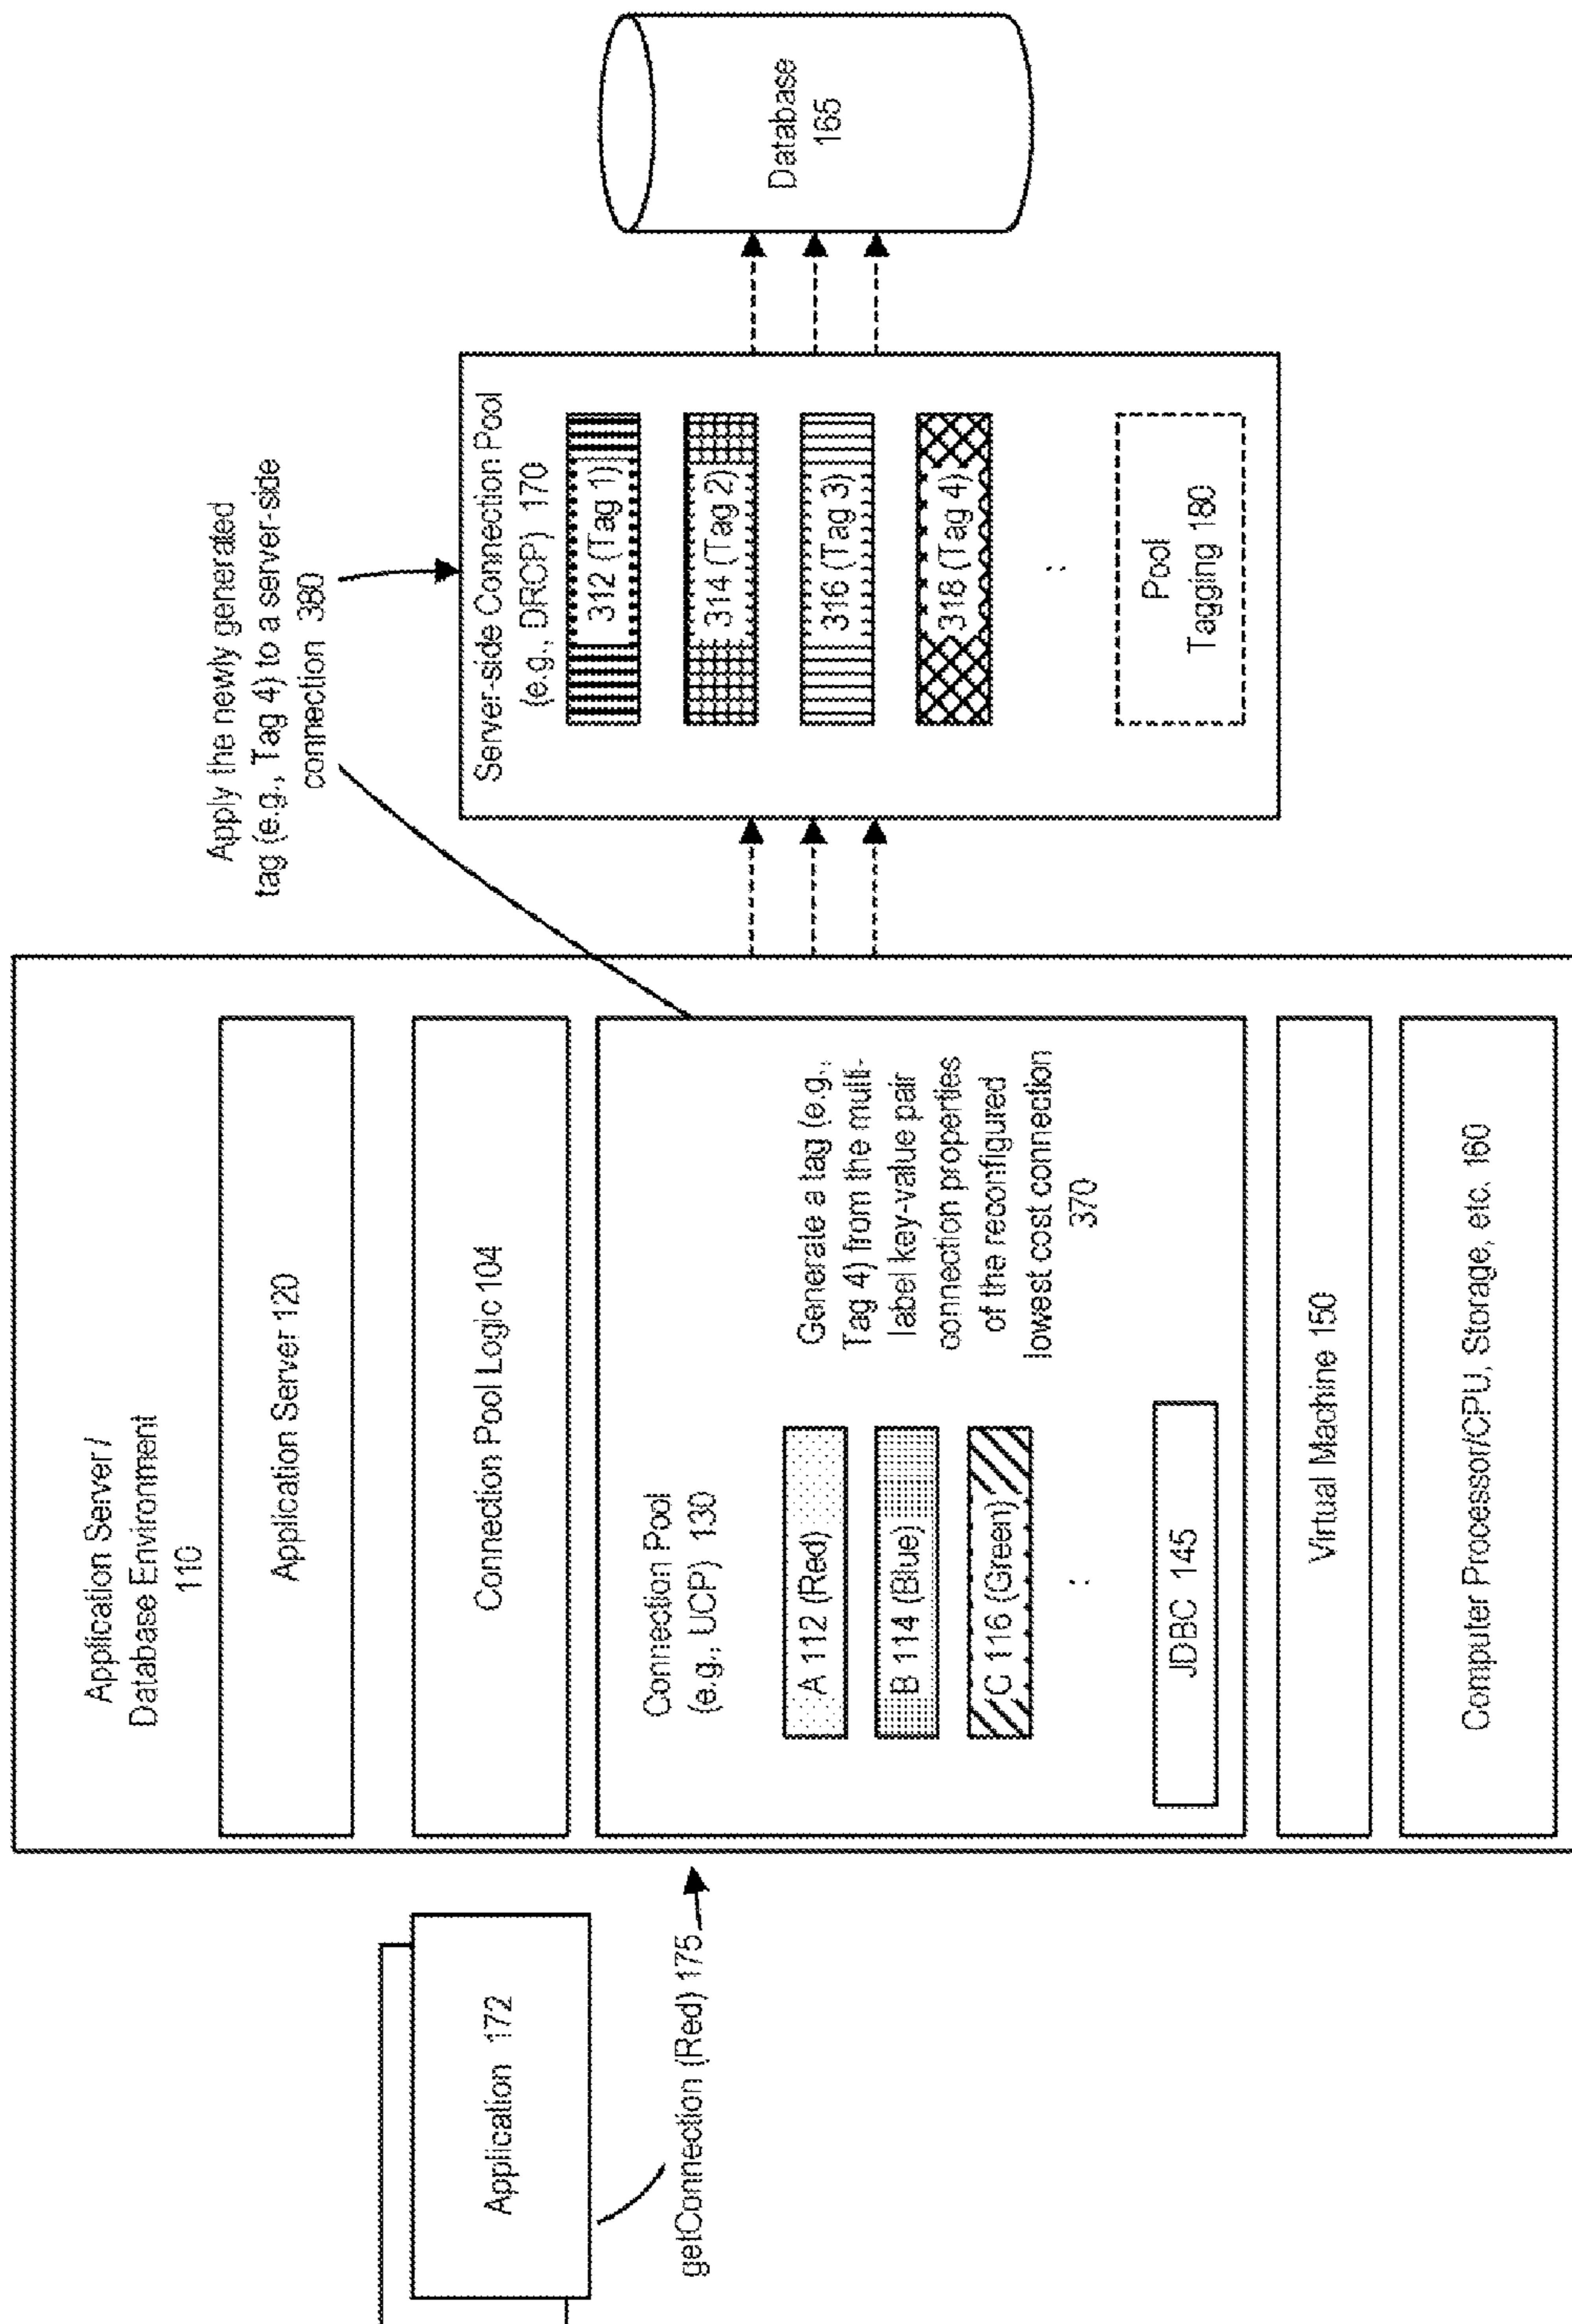 Application 172
getConnection (Red) 175
Application Server /
Database Environment
110
Application Server 120
Connection Pool Logic 104
Connection Pool
(e.g., UCP) 130
A 112 (Red)
B 114 (Blue)
C 116 (Green)
:
JDBC 145
Generate a tag (e.g.,
Tag 4) from the multi-
label key-value pair
connection properties
of the reconfigured
lowest cost connection
370
Virtual Machine 150
Computer Processor/CPU, Storage, etc. 160
Apply the newly generated
tag (e.g., Tag 4) to a server-side
connection 380
Server-side Connection Pool
(e.g., DRCP) 170
312 (Tag 1)
314 (Tag 2)
316 (Tag 3)
318 (Tag 4)
:
Pool
Tagging 180
Database
165